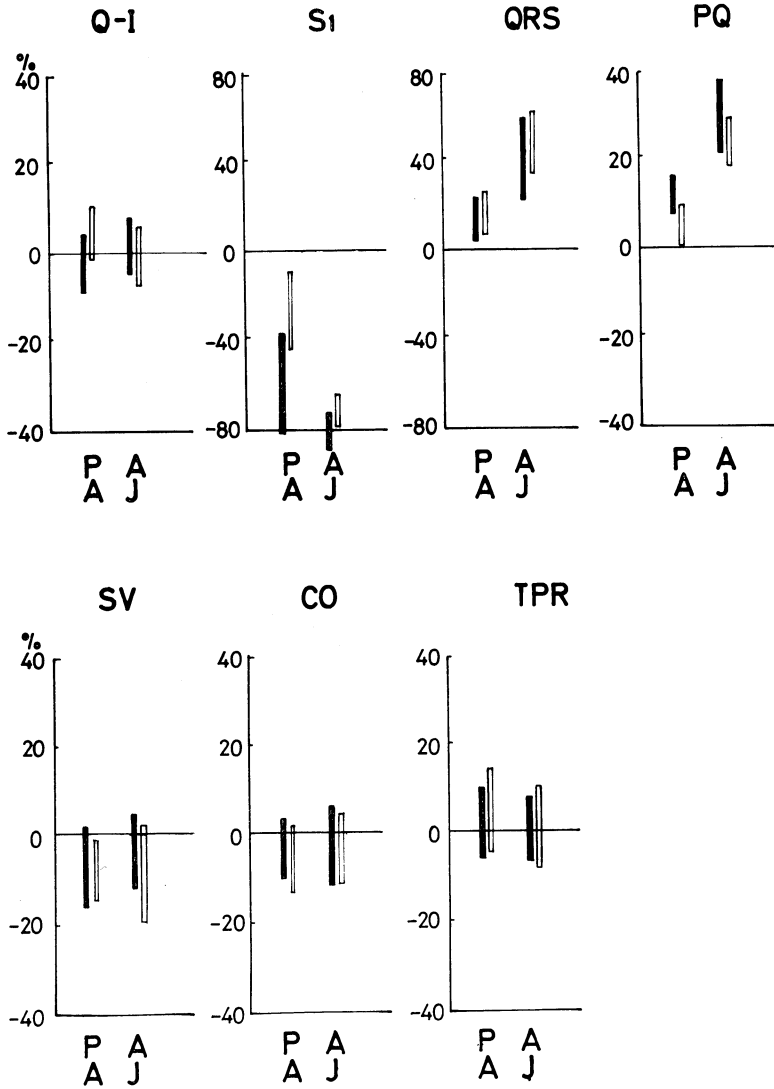 Q-I S1 QRS PQ
% 
40 80 80 40
20 40 40 20
0 0 0 0
-20 -40 -40 -20
-40 -80 -80 -40
P A P A P A P A
A J A J A J A J
SV CO TPR
%
40 40 40
20 20 20
0 0 0
-20 -20 -20
-40 -40 -40
P A P A P A
A J A J A J